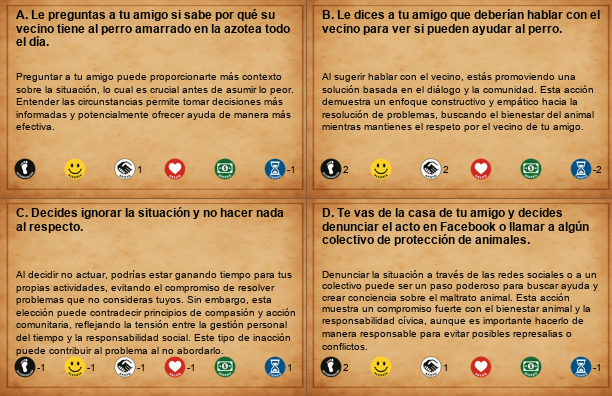 A. Le preguntas a tu amigo si sabe por qué su
vecino tiene al perro amarrado en la azotea todo
el día.
Preguntar a tu amigo puede proporcionarte más contexto
sobre la situación, lo cual es crucial antes de asumir lo peor.
Entender las circunstancias permite tomar decisiones más
informadas y potencialmente ofrecer ayuda de manera más
efectiva.
1 -1
B. Le dices a tu amigo que deberían hablar con el
vecino para ver si pueden ayudar al perro.
Al sugerir hablar con el vecino, estás promoviendo una
solución basada en el diálogo y la comunidad. Esta acción
demuestra un enfoque constructivo y empático hacia la
resolución de problemas, buscando el bienestar del animal
mientras mantienes el respeto por el vecino de tu amigo.
2 2 -2
C. Decides ignorar la situación y no hacer nada
al respecto.
Al decidir no actuar, podrías estar ganando tiempo para tus
propias actividades, evitando el compromiso de resolver
problemas que no consideras tuyos. Sin embargo, esta
elección puede contradecir principios de compasión y acción
comunitaria, reflejando la tensión entre la gestión personal
del tiempo y la responsabilidad social. Este tipo de inacción
puede contribuir al problema al no abordarlo.
-1 -1 -1 -1 1
D. Te vas de la casa de tu amigo y decides
denunciar el acto en Facebook o llamar a algún
colectivo de protección de animales.
Denunciar la situación a través de las redes sociales o a un
colectivo puede ser un paso poderoso para buscar ayuda y
crear conciencia sobre el maltrato animal. Esta acción
muestra un compromiso fuerte con el bienestar animal y la
responsabilidad cívica, aunque es importante hacerlo de
manera responsable para evitar posibles represalias o
conflictos.
2 1 -1